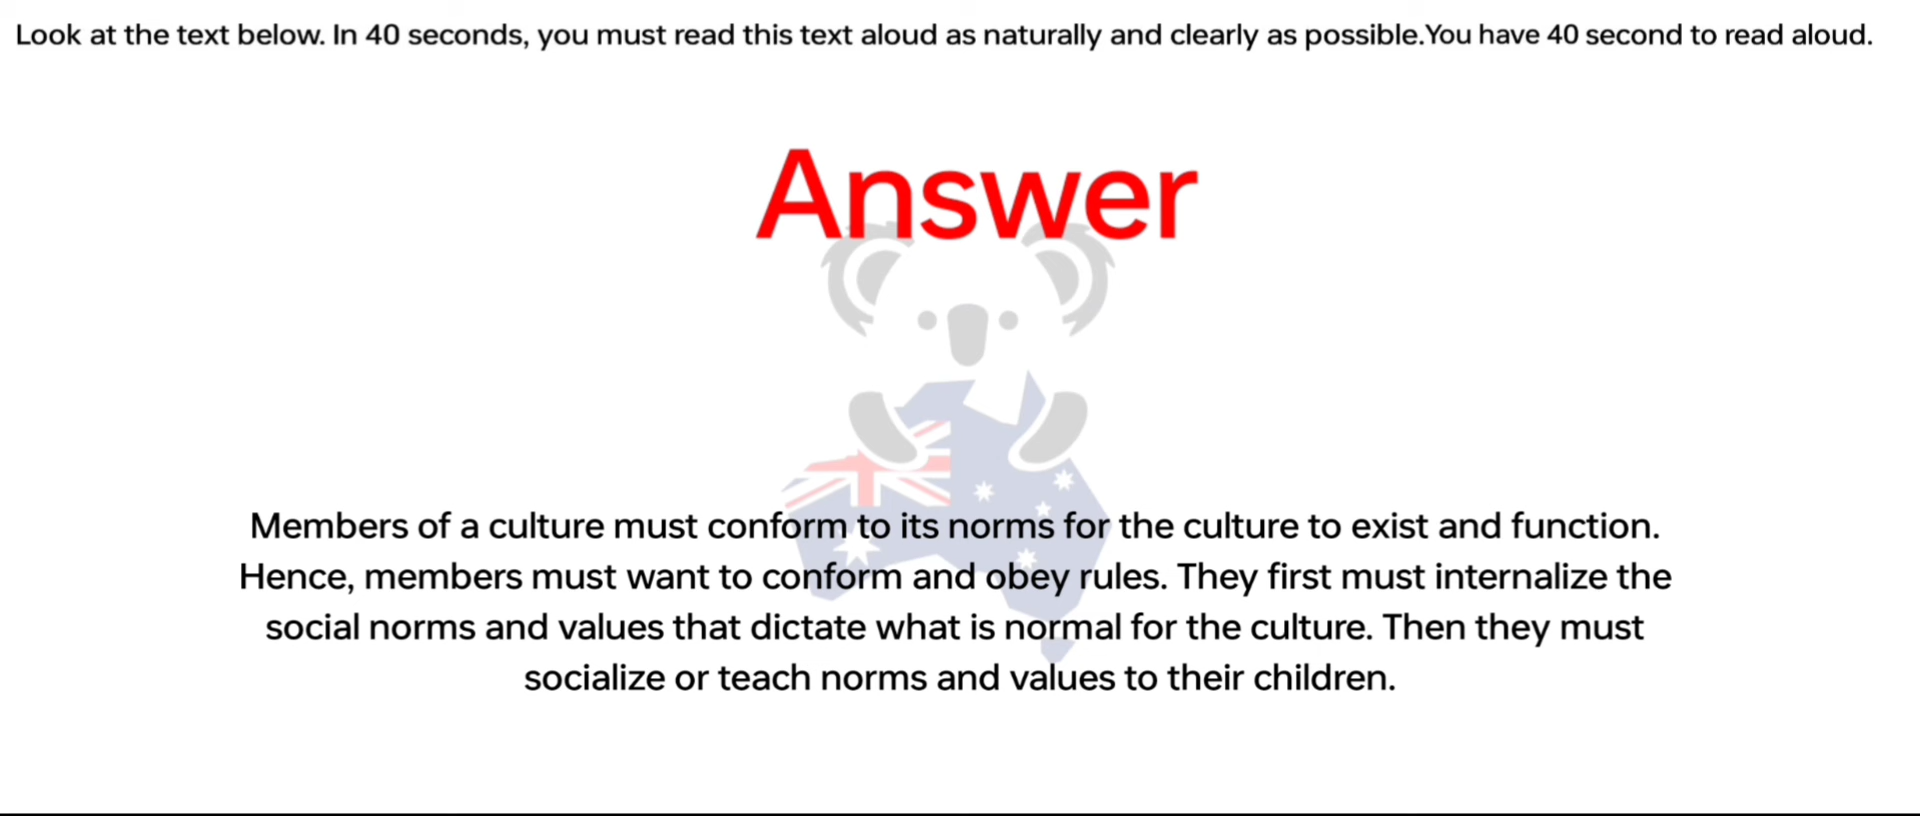 Look at the text below. In 40 seconds, you must read this text aloud as naturally and clearly as possible.You have 40 second to read aloud.
Answer
Members of a culture must conform to its norms for the culture to exist and function.
Hence, members must want to conform and obey rules. They first must internalize the
social norms and values that dictate what is normal for the culture. Then they must
socialize or teach norms and values to their children.